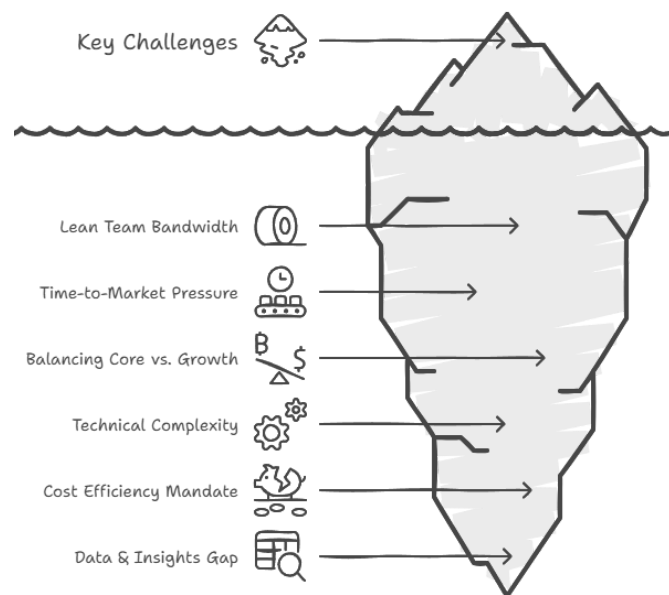 Key Challenges
Lean Team Bandwidth
Time-to-Market Pressure
Balancing Core vs. Growth
Technical Complexity
Cost Efficiency Mandate
Data & Insights Gap